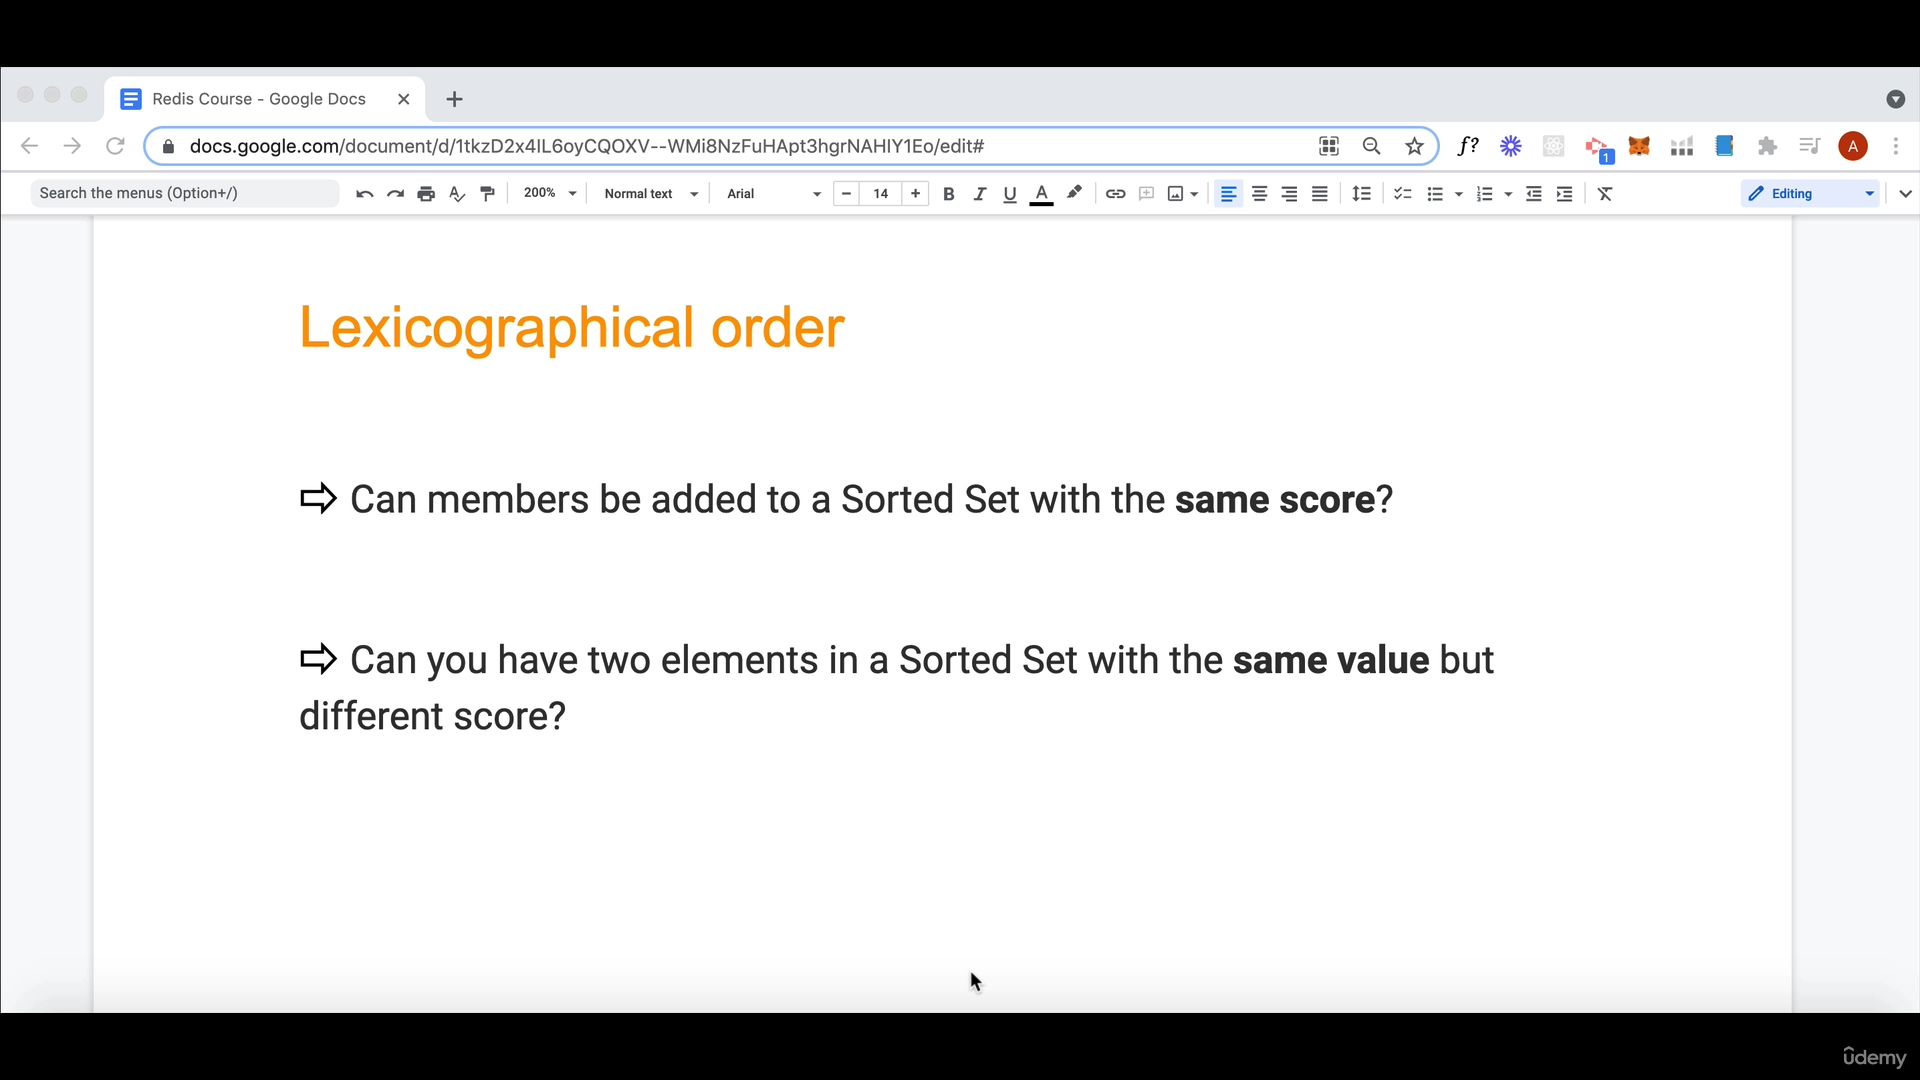 Redis Course - Google Docs
docs.google.com/document/d/1tkzD2x4IL6oyCQOXV--WMi8NzFuHApt3hgrNAHIY1Eo/edit#
f?
1
A
Search the menus (Option+/)
200%
Normal text
Arial
14
B I U A
Editing
Lexicographical order
⇨ Can members be added to a Sorted Set with the same score?
⇨ Can you have two elements in a Sorted Set with the same value but
different score?
ûdemy